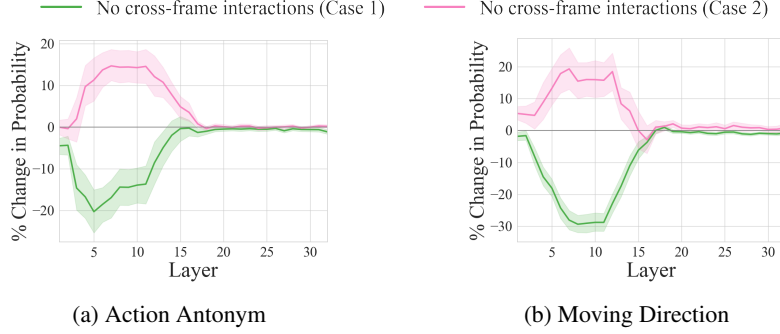 No cross-frame interactions (Case 1)
No cross-frame interactions (Case 2)
% Change in Probability
20
10
0
−10
−20
5
10
15
20
25
30
Layer
(a) Action Antonym
% Change in Probability
20
10
0
−10
−20
−30
5
10
15
20
25
30
Layer
(b) Moving Direction